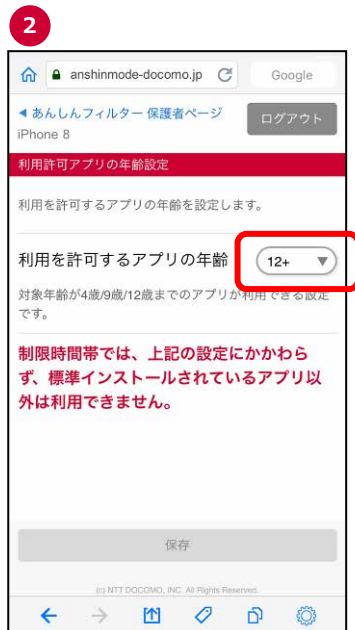 2
anshinmode-docomo.jp
Google
◀ あんしんフィルター 保護者ページ
iPhone 8
ログアウト
利用許可アプリの年齢設定
利用を許可するアプリの年齢を設定します。
利用を許可するアプリの年齢
12+ ▼
対象年齢が4歳/9歳/12歳までのアプリが利用できる設定
です。
制限時間帯では、上記の設定にかかわら
ず、標準インストールされているアプリ以
外は利用できません。
保存
(c) NTT DOCOMO, INC. All Rights Reserved.